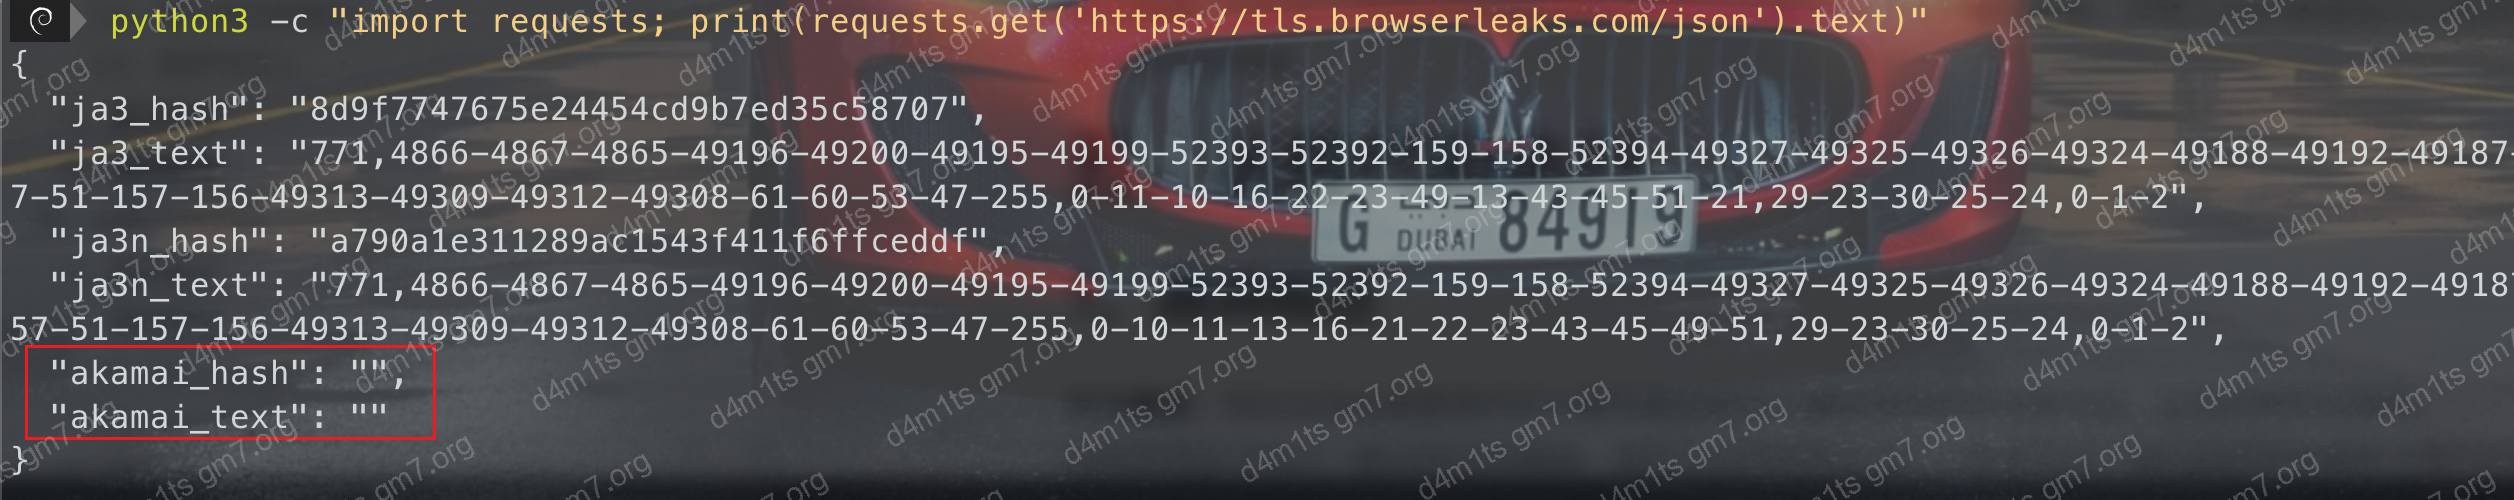 python3 -c "import requests; print(requests.get('https://tls.browserleaks.com/json').text)"
{
"ja3_hash": "8d9f7747675e24454cd9b7ed35c58707",
"ja3_text": "771,4866-4867-4865-49196-49200-49195-49199-52393-52392-159-158-52394-49327-49325-49326-49324-49188-49192-49187-
7-51-157-156-49313-49309-49312-49308-61-60-53-47-255,0-11-10-16-22-23-49-13-43-45-51-21,29-23-30-25-24,0-1-2",
"ja3n_hash": "a790a1e311289ac1543f411f6ffceddf",
"ja3n_text": "771,4866-4867-4865-49196-49200-49195-49199-52393-52392-159-158-52394-49327-49325-49326-49324-49188-49192-4918
57-51-157-156-49313-49309-49312-49308-61-60-53-47-255,0-10-11-13-16-21-22-23-43-45-49-51,29-23-30-25-24,0-1-2",
"akamai_hash": "",
"akamai_text": ""
}
G DUBAI 84919
d4m1ts gm7.org